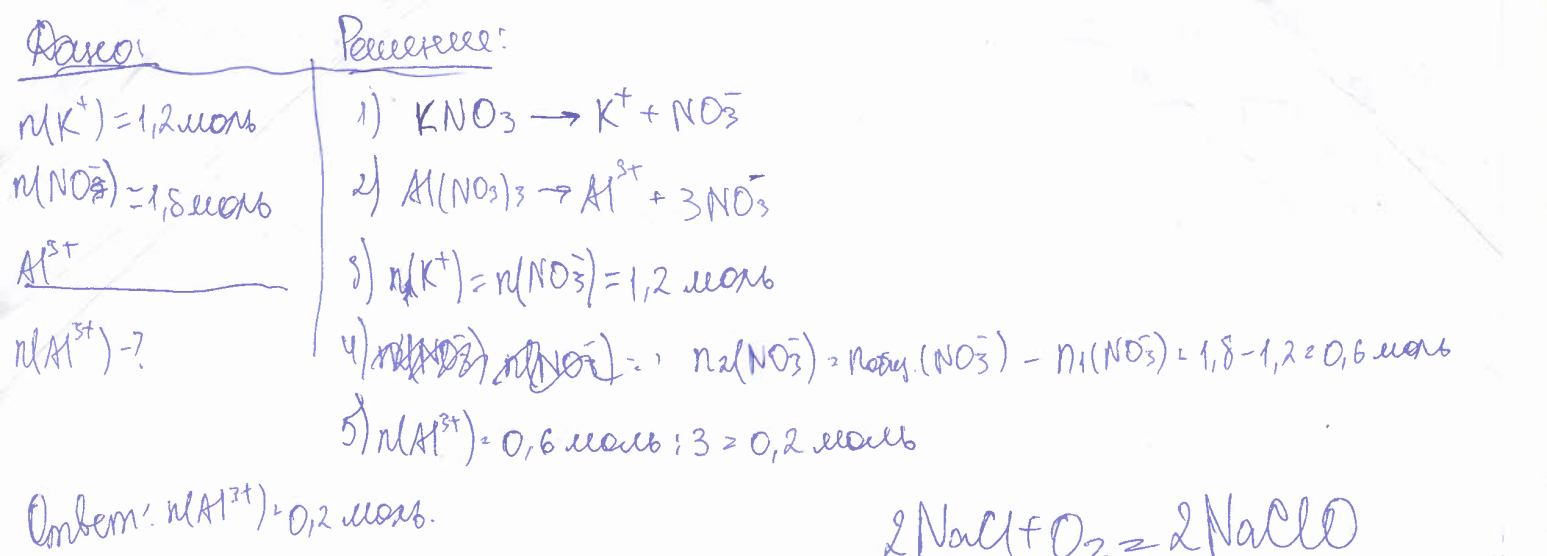 Дано:
Решение:
n(K⁺) = 1,2 моль
n(NO₃⁻) = 1,8 моль
Al³⁺
n(Al³⁺) - ?
1) KNO₃ → K⁺ + NO₃⁻
2) Al(NO₃)₃ → Al³⁺ + 3NO₃⁻
3) n(K⁺) = n(NO₃⁻) = 1,2 моль
4) n₂(NO₃⁻) = nобщ.(NO₃⁻) - n₁(NO₃⁻) = 1,8 - 1,2 = 0,6 моль
5) n(Al³⁺) = 0,6 моль : 3 = 0,2 моль
Ответ: n(Al³⁺) = 0,2 моль.
2NaCl + O₂ = 2NaClO